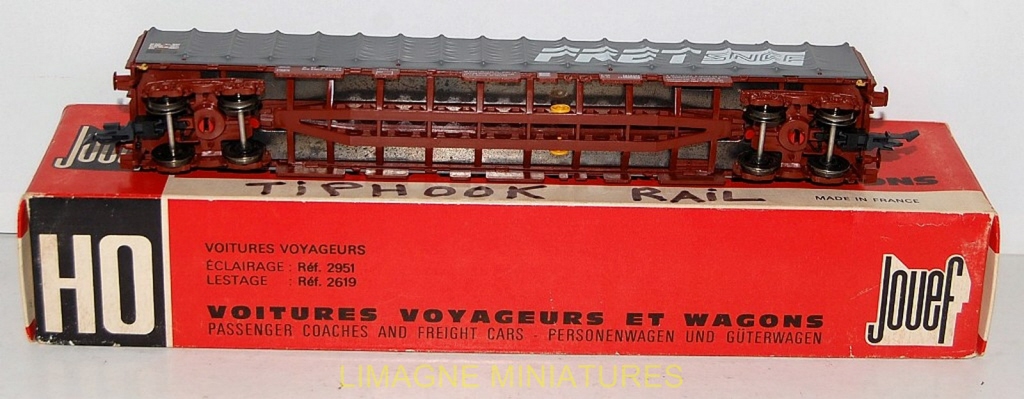 FRET SNCF
Jouef
WAGONS
TIPHOOK RAIL
MADE IN FRANCE
HO
VOITURES VOYAGEURS
ÉCLAIRAGE : Réf. 2951
LESTAGE : Réf. 2619
VOITURES VOYAGEURS ET WAGONS
PASSENGER COACHES AND FREIGHT CARS - PERSONENWAGEN UND GÜTERWAGEN
Jouef
LIMAGNE MINIATURES